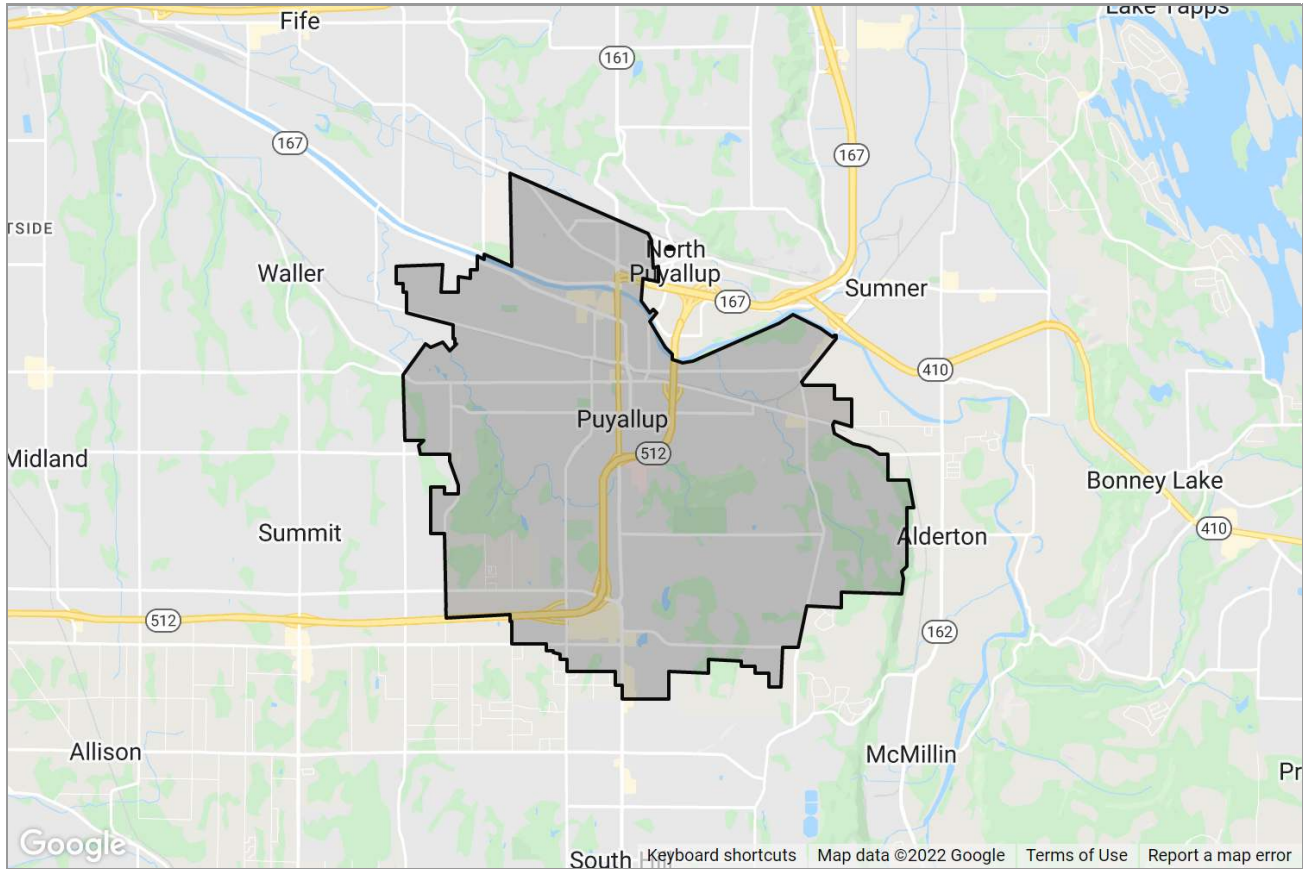 Lake Tapps
Fife
161
167
167
TSIDE
North
Puyallup
Waller
167
Sumner
410
Puyallup
512
Midland
Bonney Lake
410
Summit
Alderton
512
162
Allison
McMillin
Pr
Google
South Hill
Keyboard shortcuts
Map data ©2022 Google
Terms of Use
Report a map error